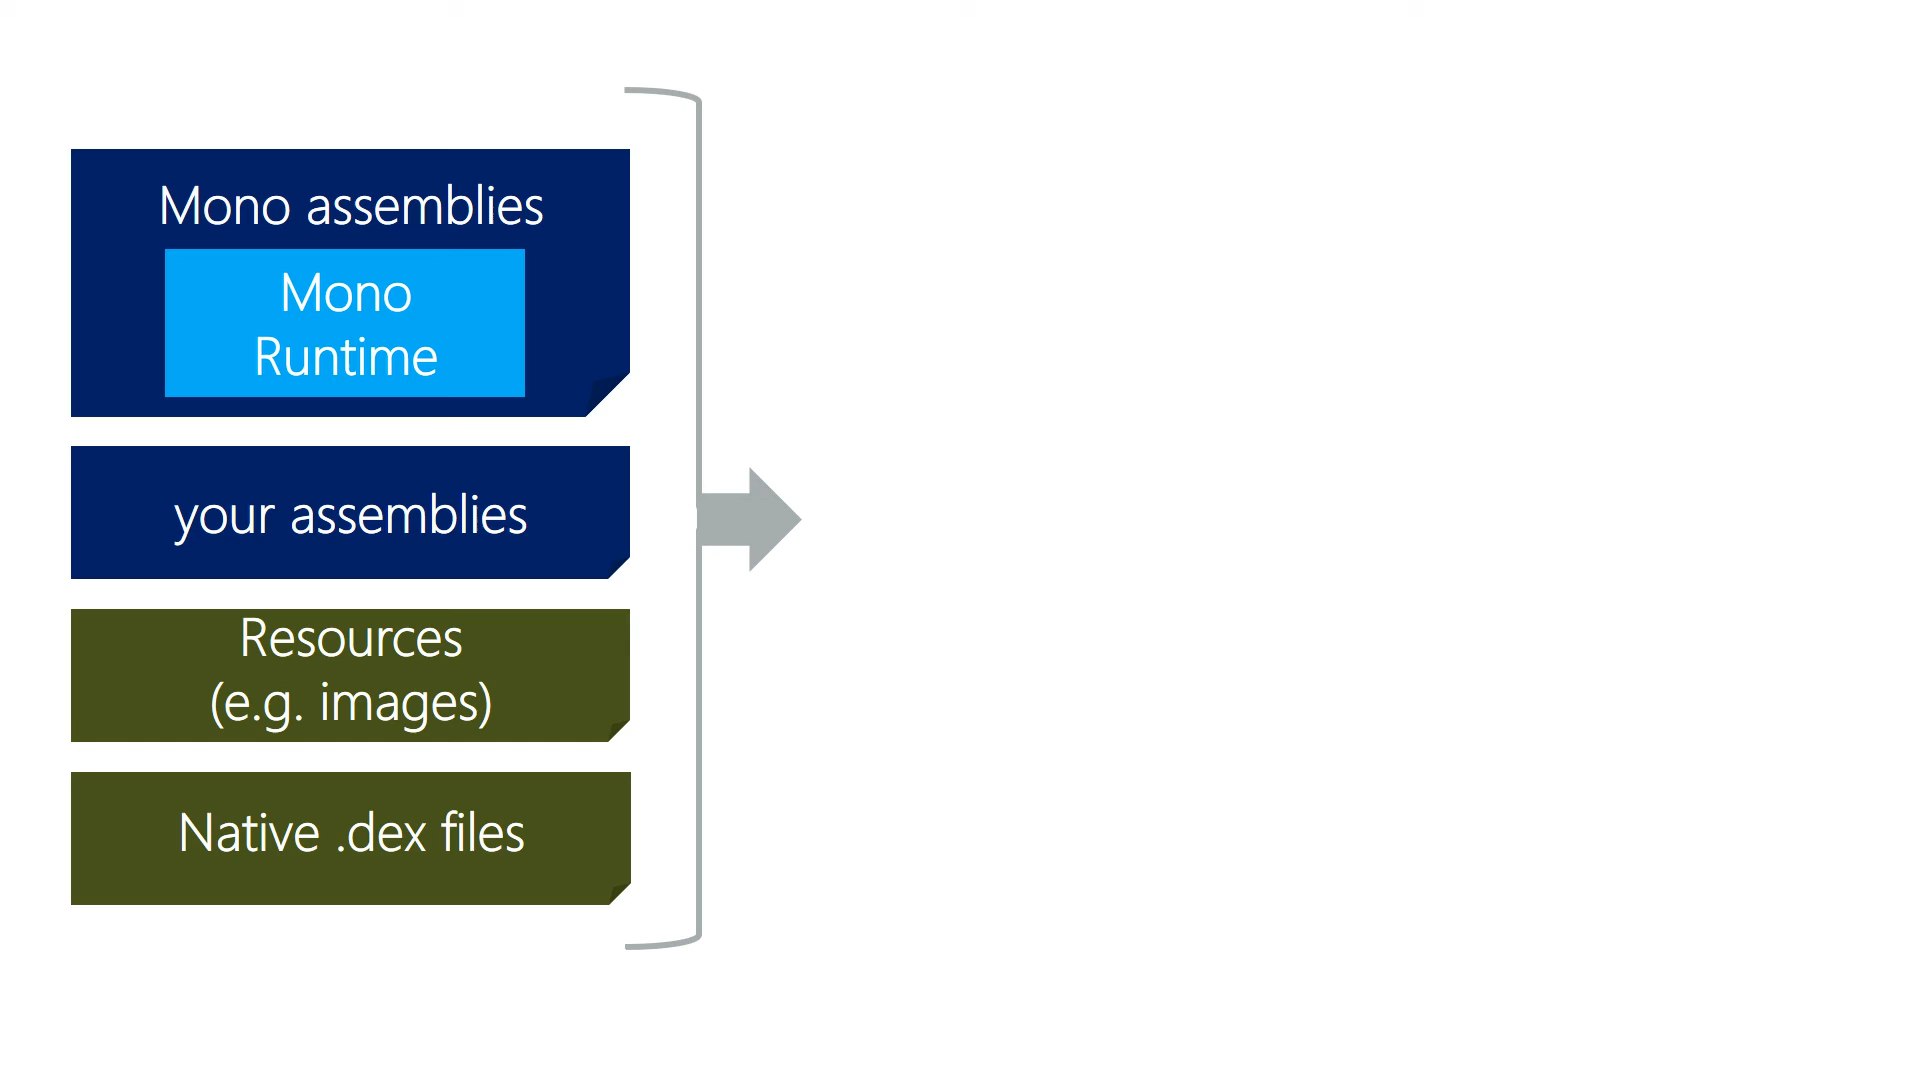 Mono assemblies
Mono
Runtime
your assemblies
Resources
(e.g. images)
Native .dex files